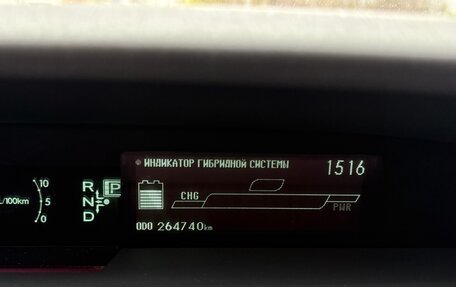 ИНДИКАТОР ГИБРИДНОЙ СИСТЕМЫ 1516
10
5
0
L/100km
R
N
D
P
CHG
PWR
ODO 264740km